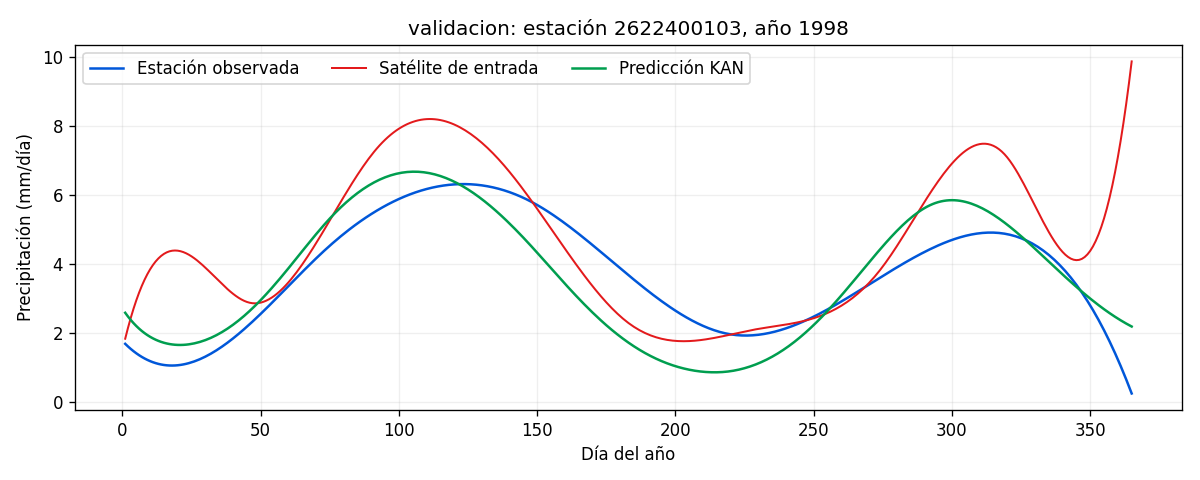 validacion: estación 2622400103, año 1998
Estación observada
Satélite de entrada
Predicción KAN
Precipitación (mm/día)
10
8
6
4
2
0
0 50 100 150 200 250 300 350
Día del año